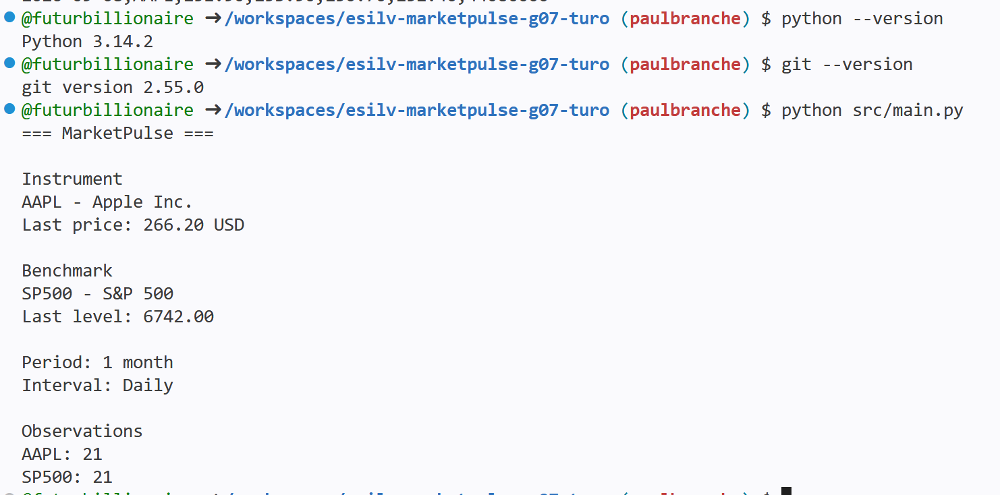 @futurbillionaire ➜/workspaces/esilv-marketpulse-g07-turo (paulbranche) $ python --version
Python 3.14.2
@futurbillionaire ➜/workspaces/esilv-marketpulse-g07-turo (paulbranche) $ git --version
git version 2.55.0
@futurbillionaire ➜/workspaces/esilv-marketpulse-g07-turo (paulbranche) $ python src/main.py
=== MarketPulse ===
Instrument
AAPL - Apple Inc.
Last price: 266.20 USD
Benchmark
SP500 - S&P 500
Last level: 6742.00
Period: 1 month
Interval: Daily
Observations
AAPL: 21
SP500: 21